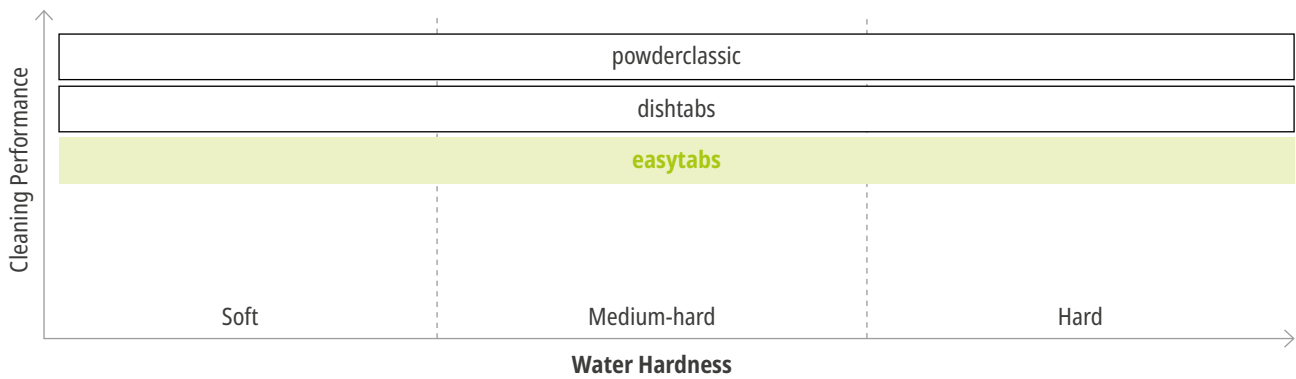 powderclassic
dishtabs
easytabs
Cleaning Performance
Soft
Medium-hard
Hard
Water Hardness